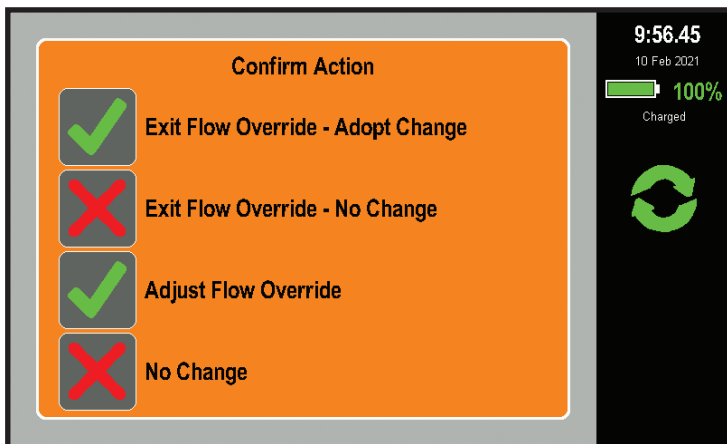 Confirm Action
Exit Flow Override - Adopt Change
Exit Flow Override - No Change
Adjust Flow Override
No Change
9:56.45
10 Feb 2021
100%
Charged